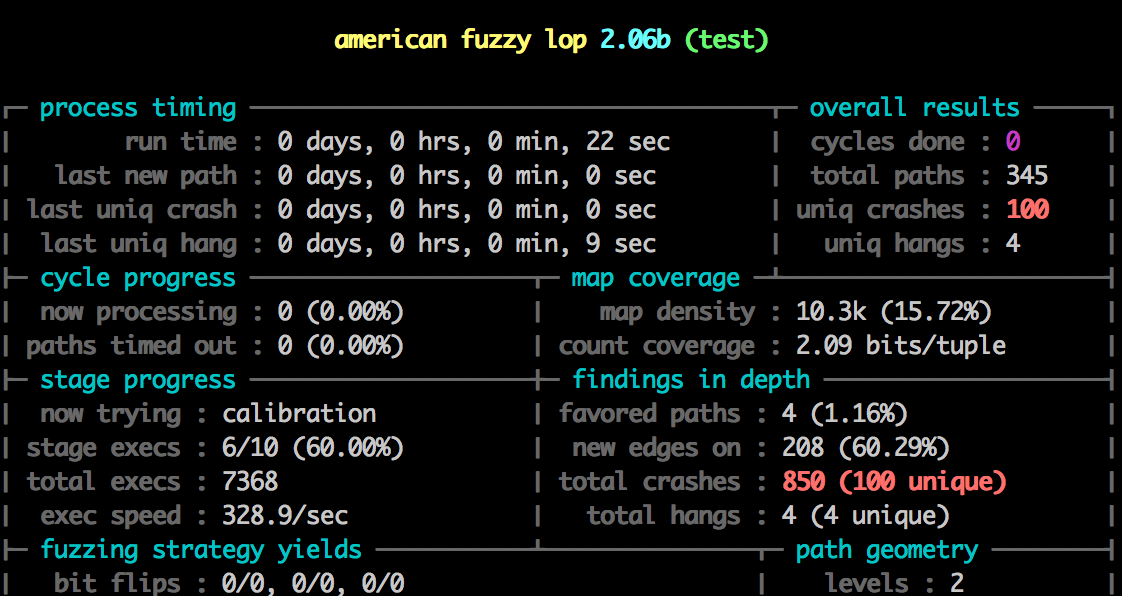 american fuzzy lop 2.06b (test)
process timing overall results
run time : 0 days, 0 hrs, 0 min, 22 sec cycles done : 0
last new path : 0 days, 0 hrs, 0 min, 0 sec total paths : 345
last uniq crash : 0 days, 0 hrs, 0 min, 0 sec uniq crashes : 100
last uniq hang : 0 days, 0 hrs, 0 min, 9 sec uniq hangs : 4
cycle progress map coverage
now processing : 0 (0.00%) map density : 10.3k (15.72%)
paths timed out : 0 (0.00%) count coverage : 2.09 bits/tuple
stage progress findings in depth
now trying : calibration favored paths : 4 (1.16%)
stage execs : 6/10 (60.00%) new edges on : 208 (60.29%)
total execs : 7368 total crashes : 850 (100 unique)
exec speed : 328.9/sec total hangs : 4 (4 unique)
fuzzing strategy yields path geometry
bit flips : 0/0, 0/0, 0/0 levels : 2